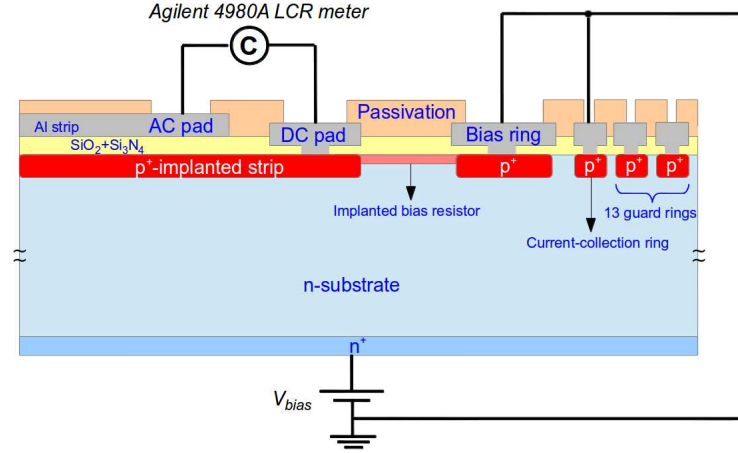 Agilent 4980A LCR meter
C
Passivation
Al strip
AC pad
DC pad
Bias ring
SiO₂+Si₃N₄
p⁺-implanted strip
p⁺
p⁺
p⁺
p⁺
Implanted bias resistor
13 guard rings
Current-collection ring
n-substrate
n⁺
V_bias